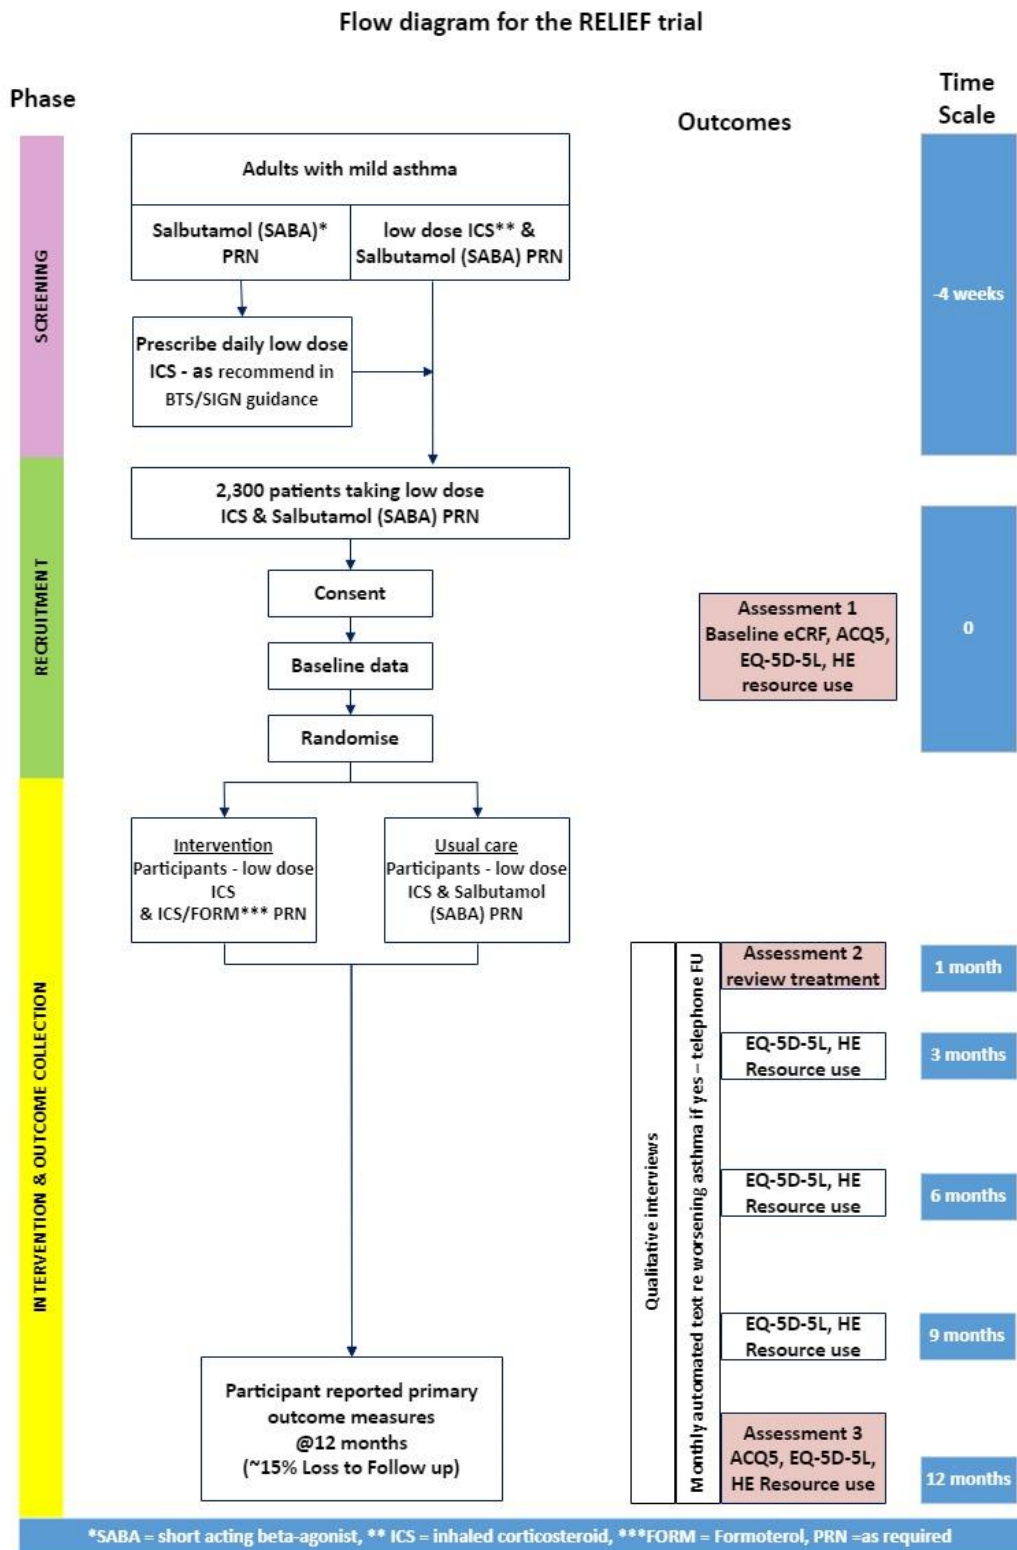 Flow diagram for the RELIEF trial
Phase
Outcomes
Time
Scale
SCREENING
Adults with mild asthma
Salbutamol (SABA)*
PRN
low dose ICS** &
Salbutamol (SABA) PRN
-4 weeks
Prescribe daily low dose
ICS - as recommend in
BTS/SIGN guidance
RECRUITMENT
2,300 patients taking low dose
ICS & Salbutamol (SABA) PRN
Consent
Baseline data
Randomise
Assessment 1
Baseline eCRF, ACQ5,
EQ-5D-5L, HE
resource use
0
INTERVENTION & OUTCOME COLLECTION
Intervention
Participants - low dose
ICS
& ICS/FORM*** PRN
Usual care
Participants - low dose
ICS & Salbutamol
(SABA) PRN
Qualitative interviews
Monthly automated text re worsening asthma if yes – telephone FU
Assessment 2
review treatment
1 month
EQ-5D-5L, HE
Resource use
3 months
EQ-5D-5L, HE
Resource use
6 months
EQ-5D-5L, HE
Resource use
9 months
Participant reported primary
outcome measures
@12 months
(~15% Loss to Follow up)
Assessment 3
ACQ5, EQ-5D-5L,
HE Resource use
12 months
*SABA = short acting beta-agonist, ** ICS = inhaled corticosteroid, ***FORM = Formoterol, PRN =as required